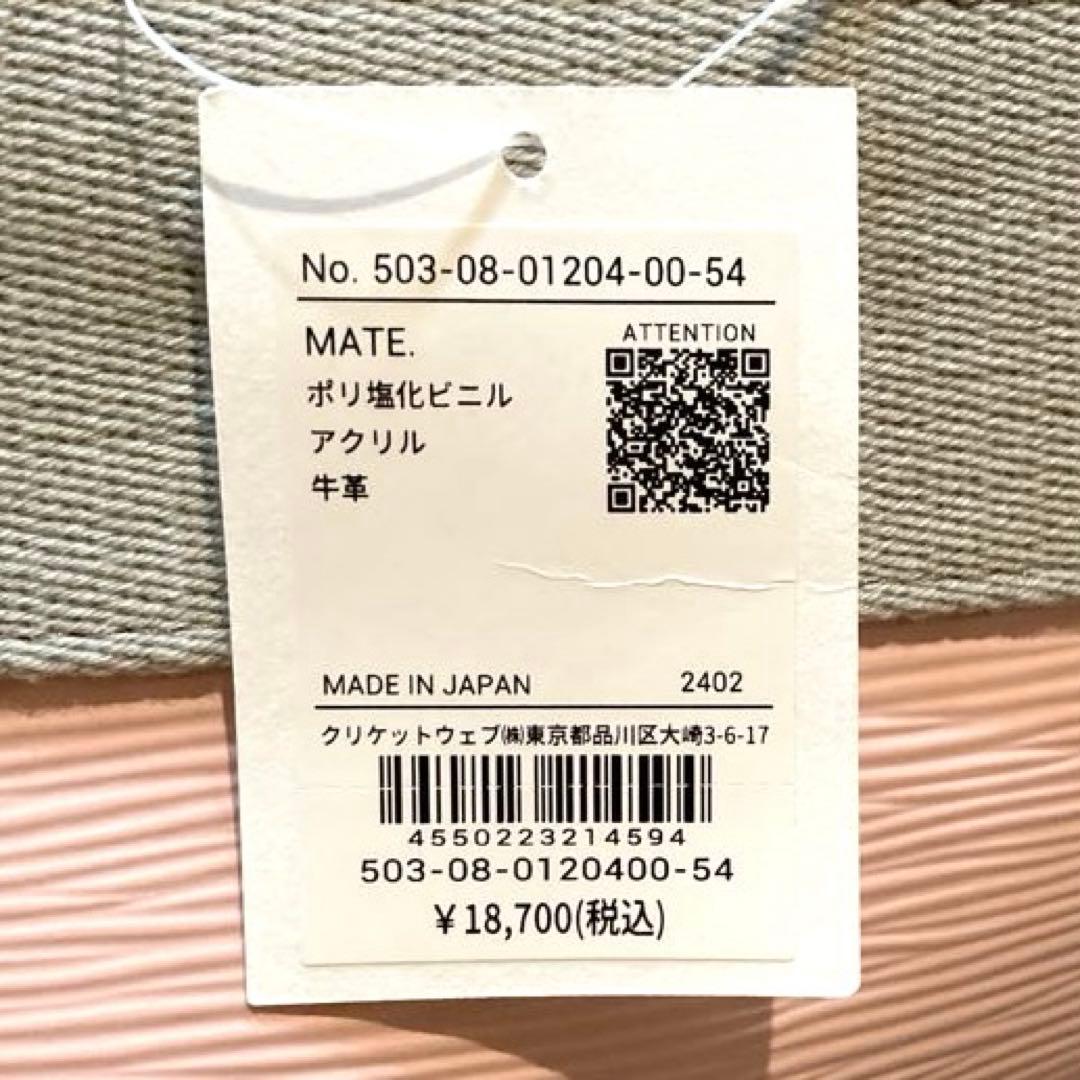 No. 503-08-01204-00-54
MATE.
ATTENTION
ポリ塩化ビニル
アクリル
牛革
MADE IN JAPAN 2402
クリケットウェブ㈱東京都品川区大崎3-6-17
4550223214594
503-08-0120400-54
¥18,700(税込)